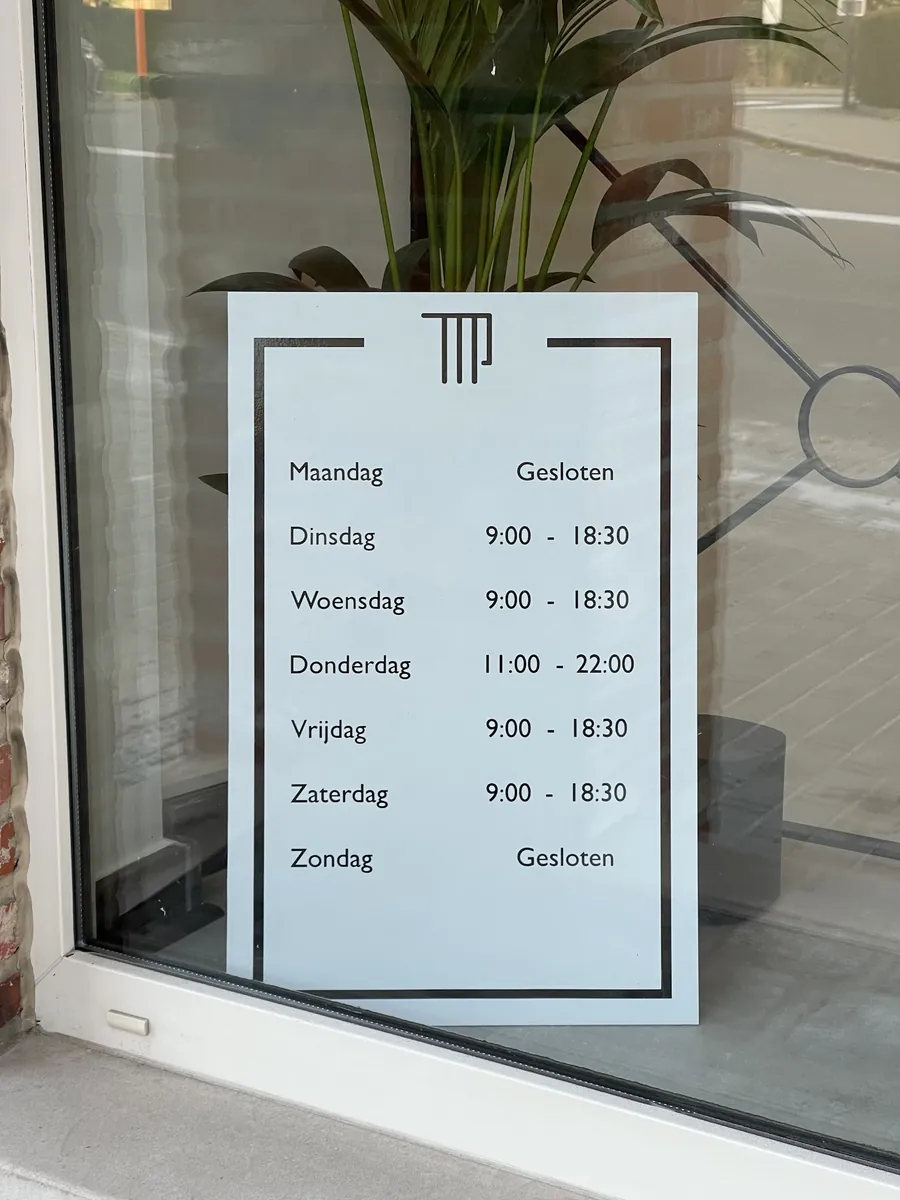 Maandag Gesloten
Dinsdag 9:00 - 18:30
Woensdag 9:00 - 18:30
Donderdag 11:00 - 22:00
Vrijdag 9:00 - 18:30
Zaterdag 9:00 - 18:30
Zondag Gesloten